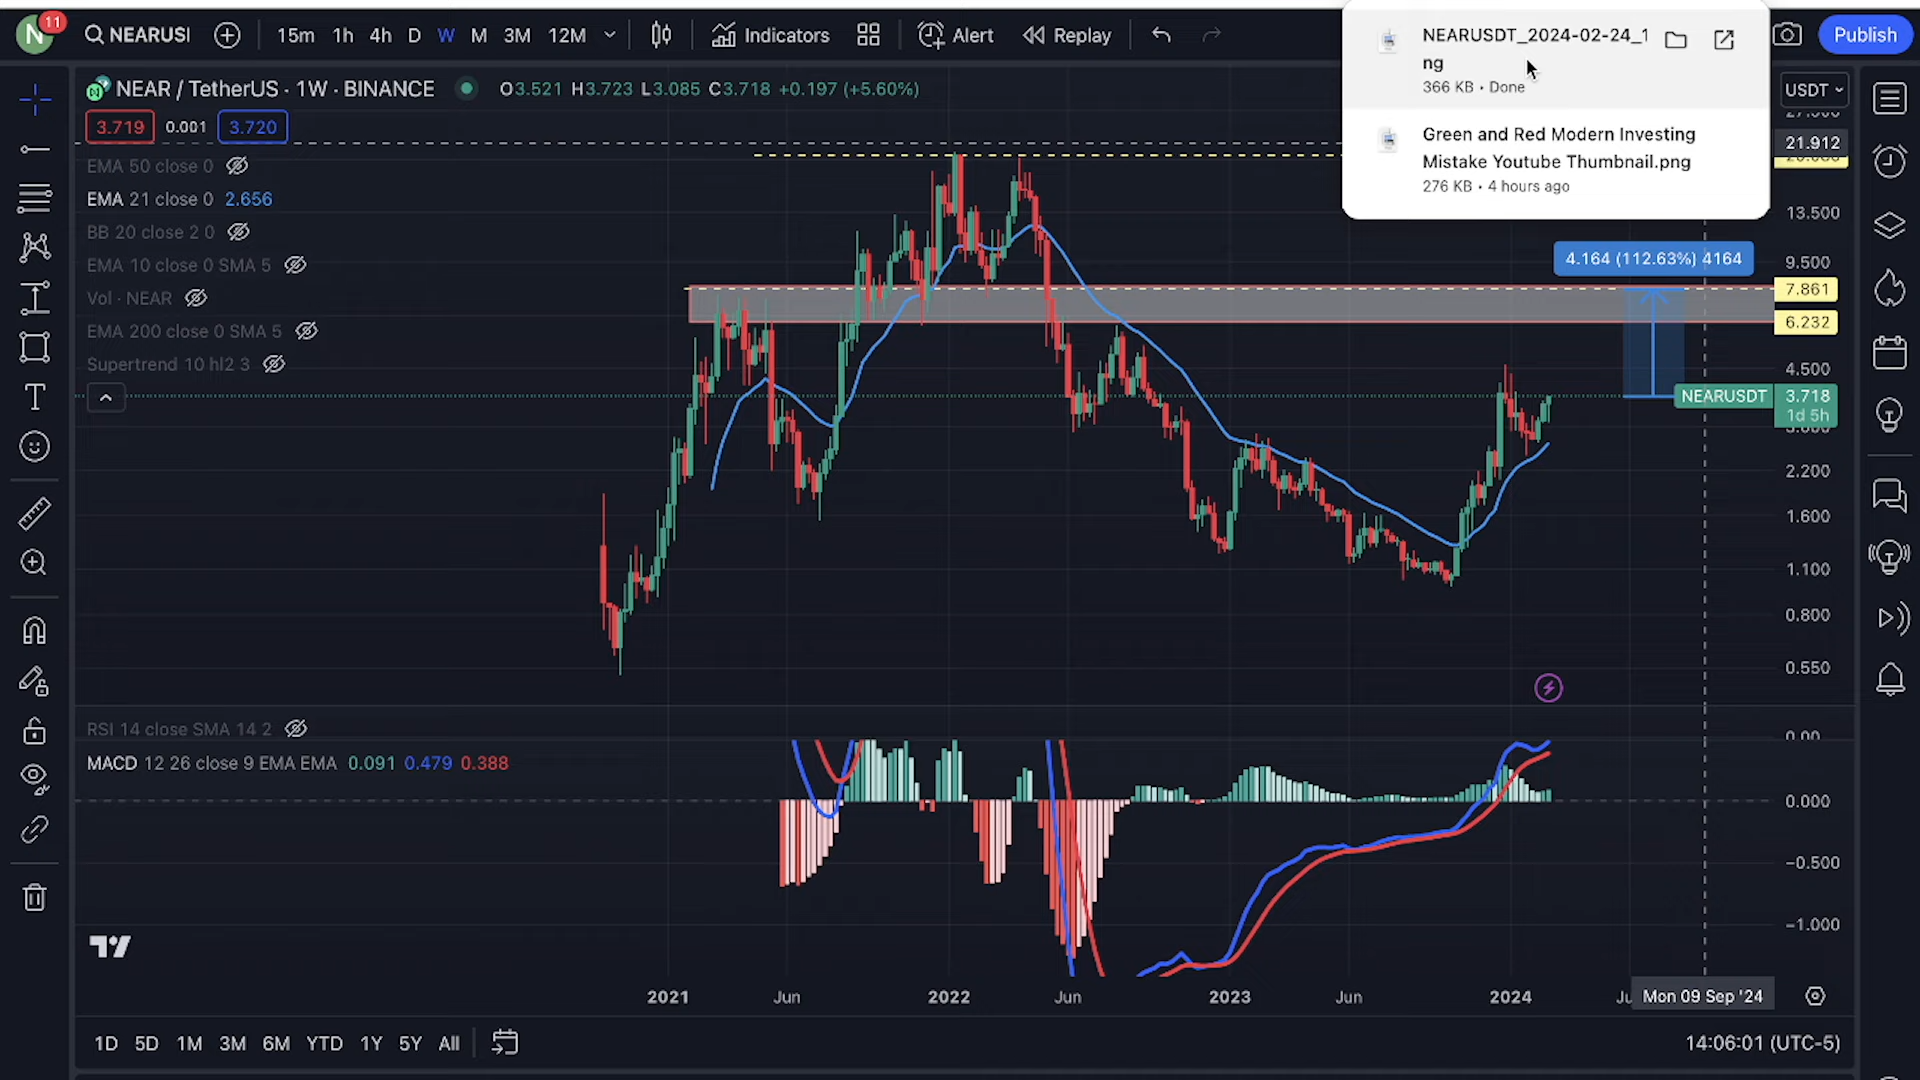 N
11
NEARUS
15m 1h 4h D W M 3M 12M
Indicators
Alert
Replay
Publish
NEARUSDT_2024-02-24_1
ng
366 KB • Done
Green and Red Modern Investing
Mistake Youtube Thumbnail.png
276 KB • 4 hours ago
NEAR / TetherUS · 1W · BINANCE
O3.521 H3.723 L3.085 C3.718 +0.197 (+5.60%)
USDT
3.719 0.001 3.720
21.912
EMA 50 close 0
EMA 21 close 0 2.656
13.500
BB 20 close 2 0
4.164 (112.63%) 4164
9.500
EMA 10 close 0 SMA 5
7.861
Vol · NEAR
6.232
EMA 200 close 0 SMA 5
Supertrend 10 hl2 3
4.500
NEARUSDT 3.718
1d 5h
2.200
1.600
1.100
0.800
0.550
RSI 14 close SMA 14 2
MACD 12 26 close 9 EMA EMA 0.091 0.479 0.388
0.000
−0.500
−1.000
2021 Jun 2022 Jun 2023 Jun 2024 Mon 09 Sep '24
1D 5D 1M 3M 6M YTD 1Y 5Y All
14:06:01 (UTC-5)